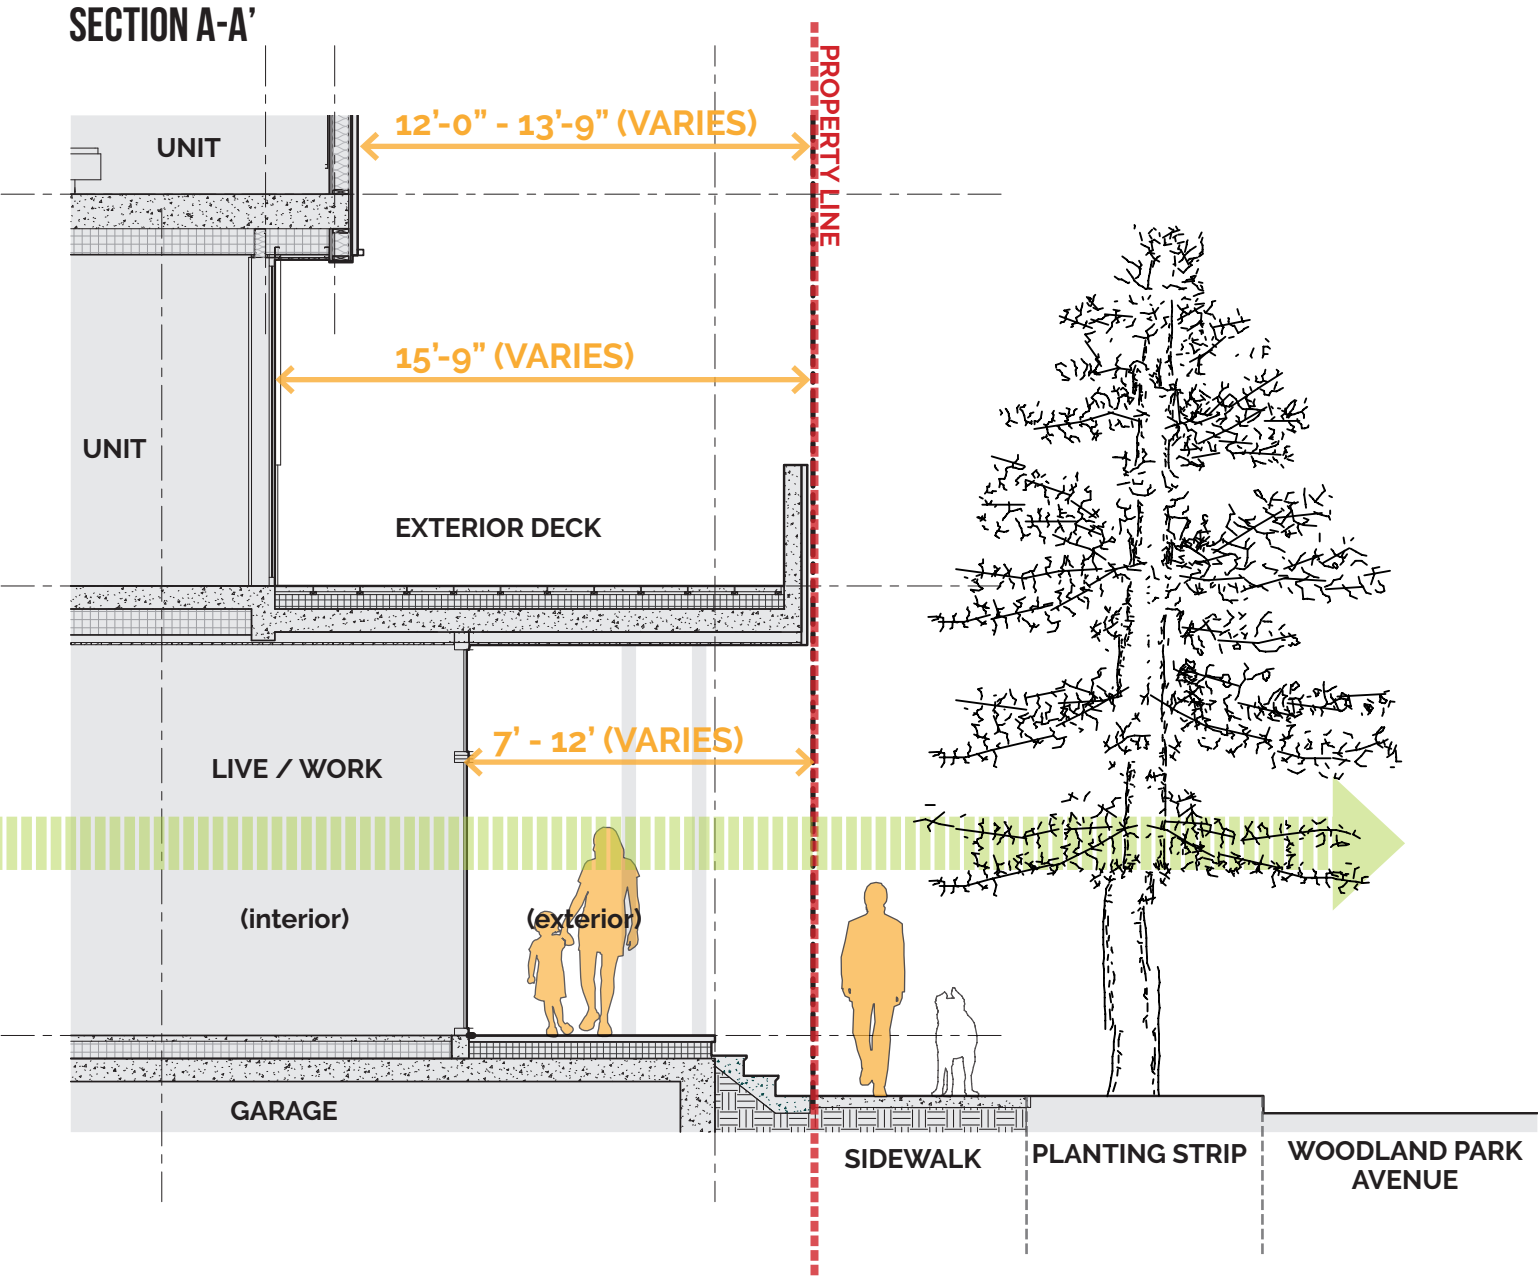 SECTION A-A’
PROPERTY LINE
12’-0” - 13’-9” (VARIES)
UNIT
15’-9” (VARIES)
UNIT
EXTERIOR DECK
7’ - 12’ (VARIES)
LIVE / WORK
(interior)
(exterior)
GARAGE
SIDEWALK
PLANTING STRIP
WOODLAND PARK
AVENUE